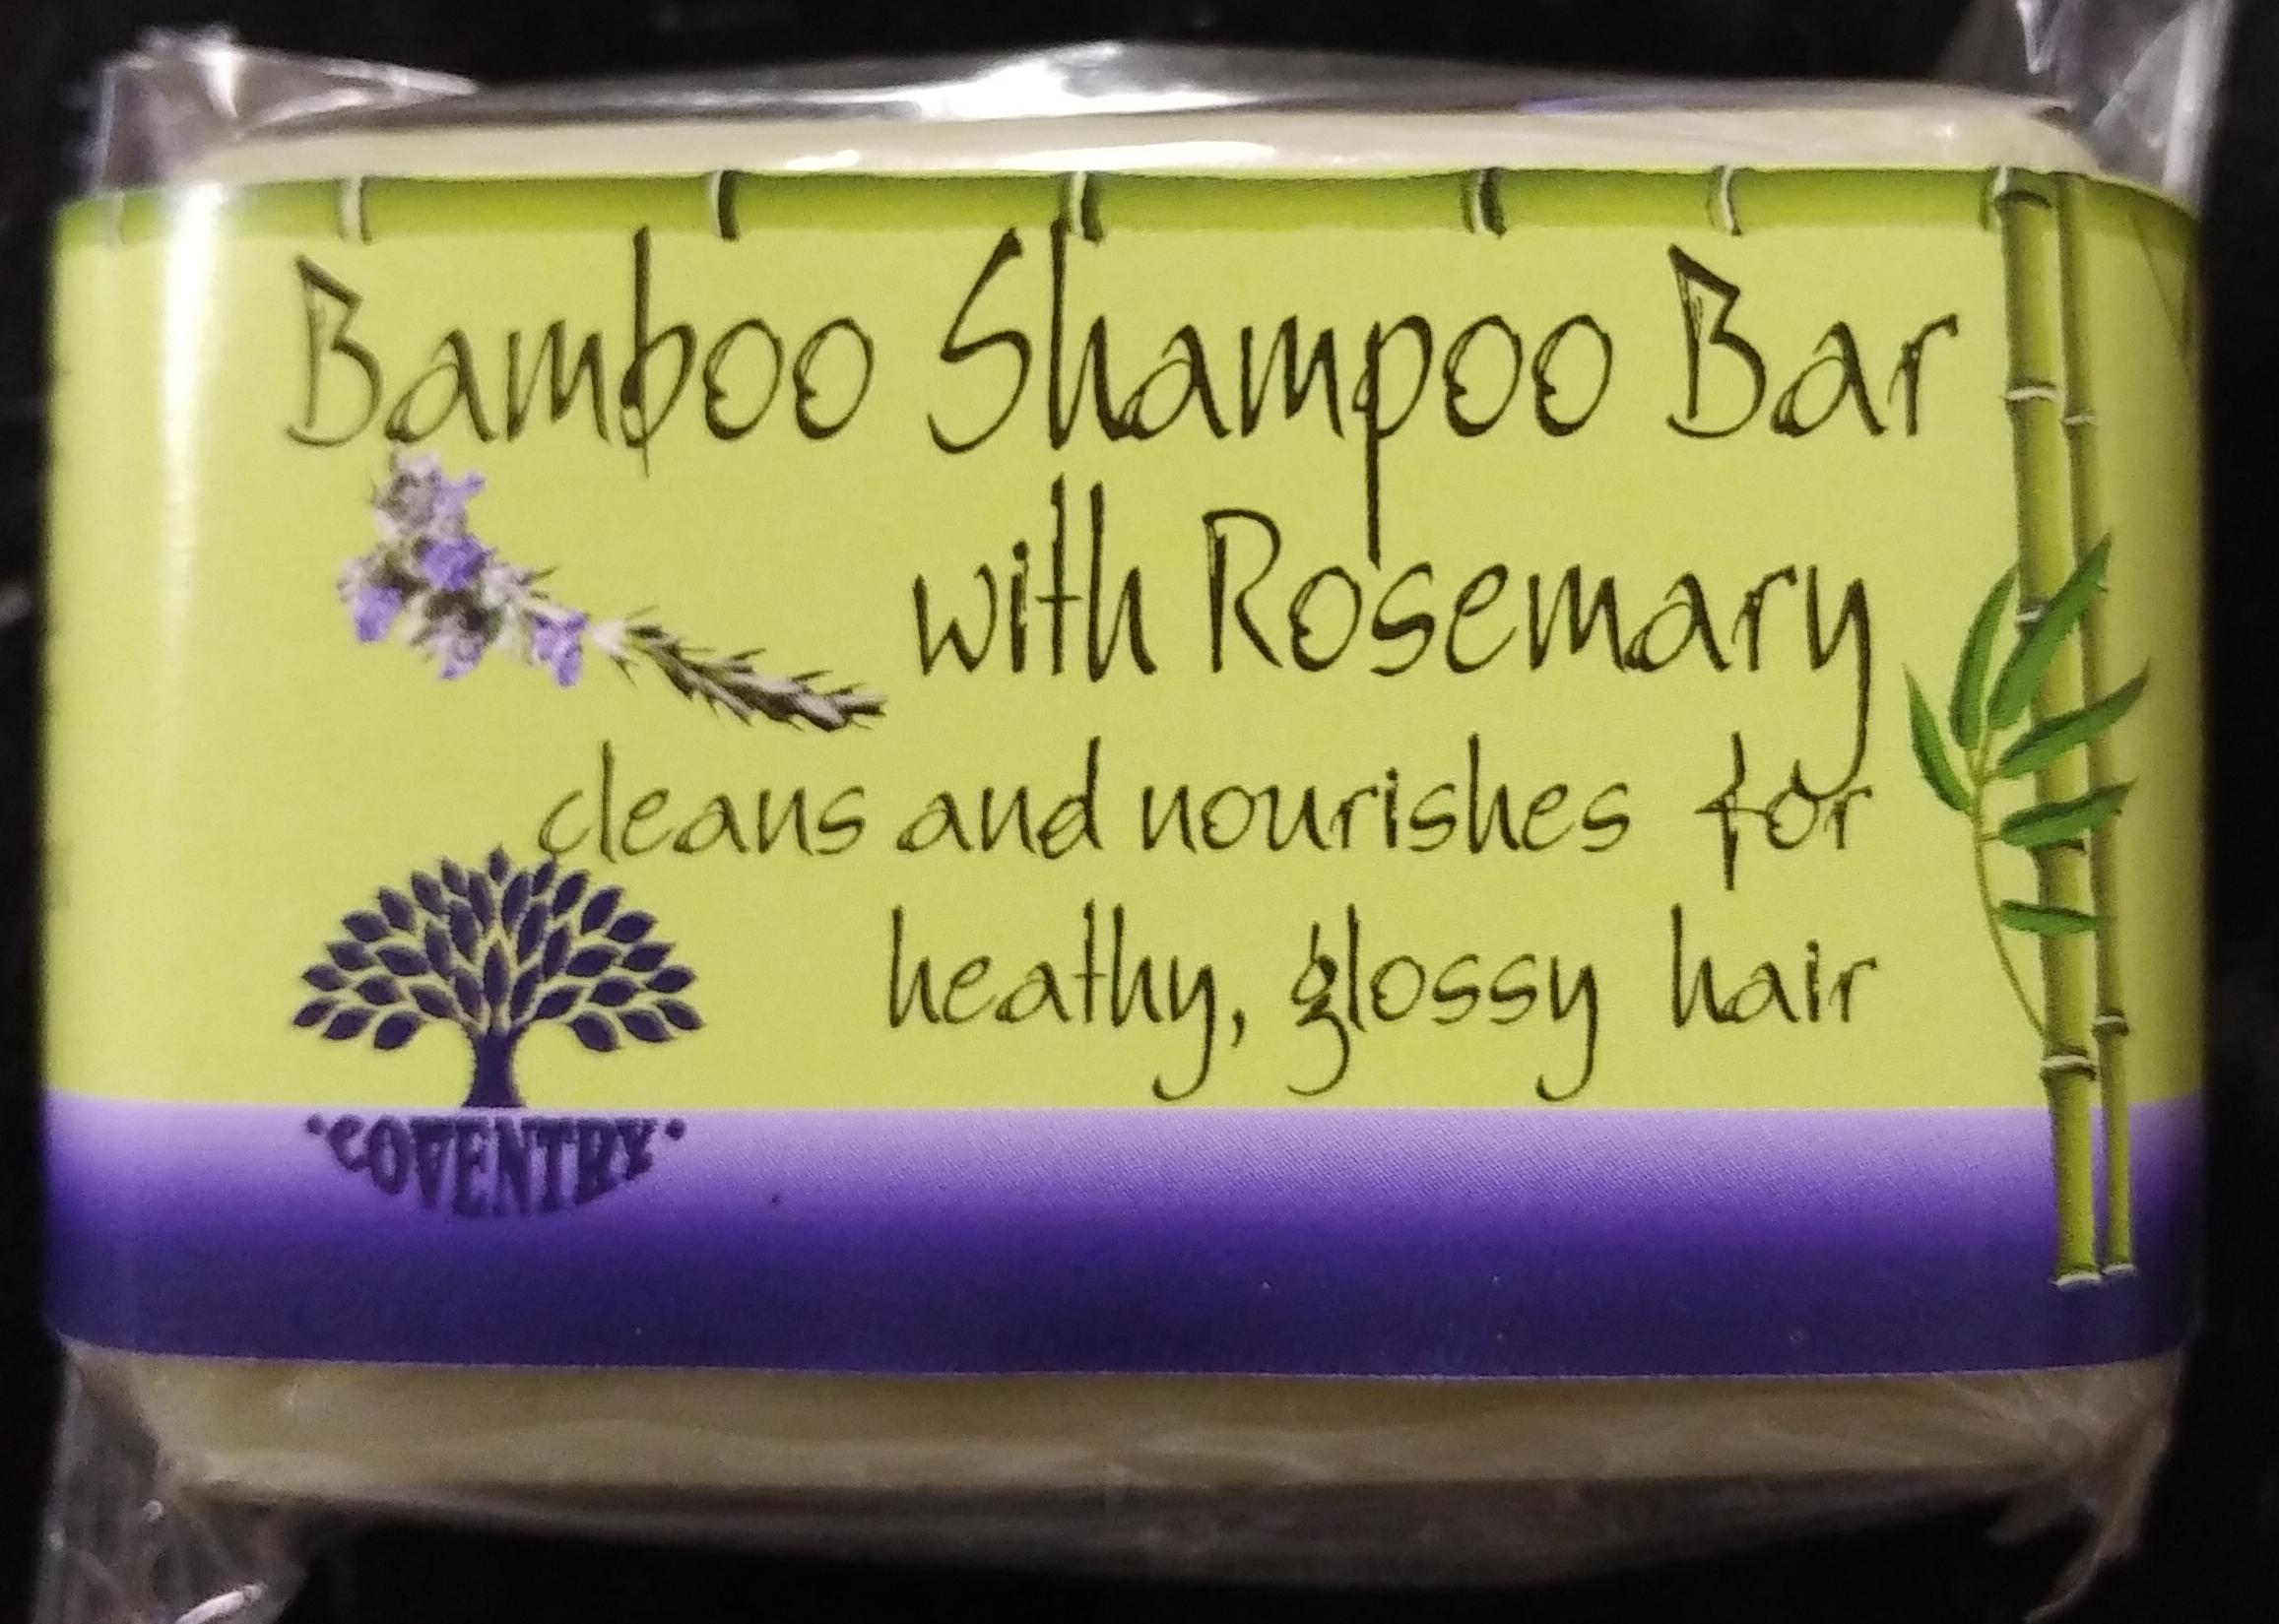 Bamboo Shampoo Bar
with Rosemary
cleans and nourishes for
heathy, glossy hair
•COVENTRY•